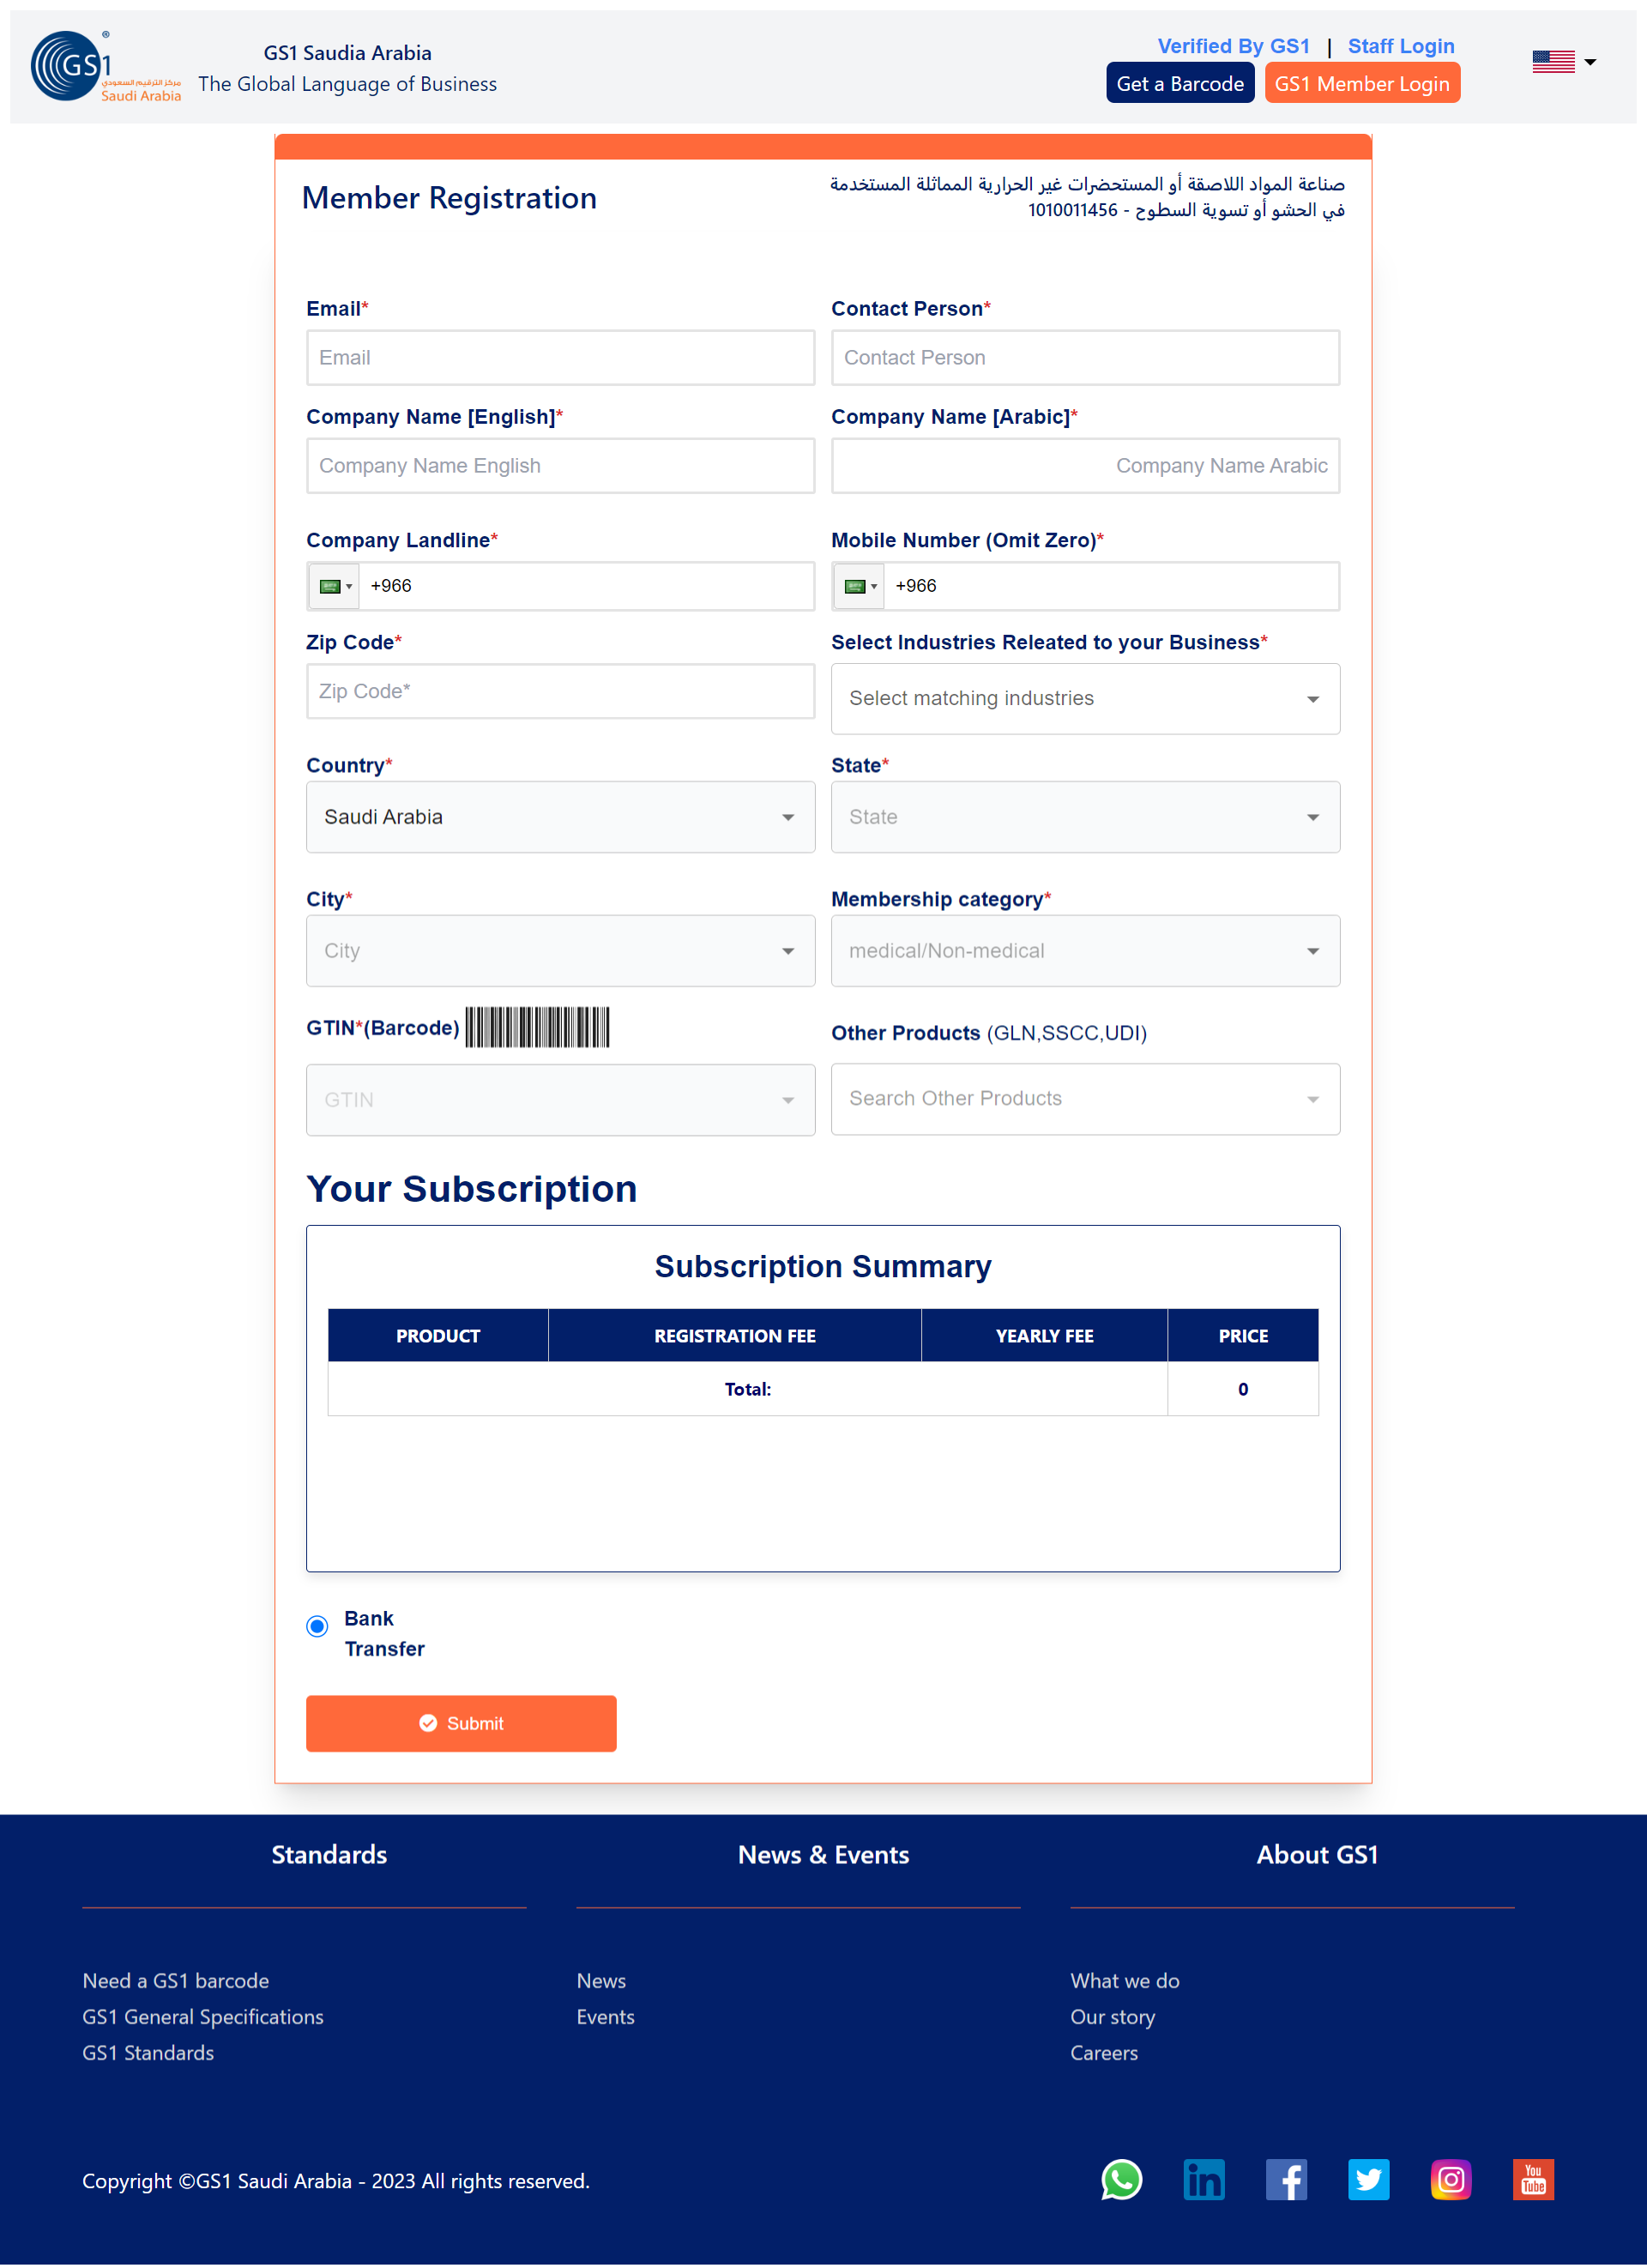 GS1
®
مركز الترقيم السعودي
Saudi Arabia
GS1 Saudia Arabia
The Global Language of Business
Verified By GS1 | Staff Login
Get a Barcode
GS1 Member Login
Member Registration
صناعة المواد اللاصقة أو المستحضرات غير الحرارية المماثلة المستخدمة
في الحشو أو تسوية السطوح - 1010011456
Email*
Contact Person*
Email
Contact Person
Company Name [English]*
Company Name [Arabic]*
Company Name English
Company Name Arabic
Company Landline*
Mobile Number (Omit Zero)*
+966
+966
Zip Code*
Select Industries Releated to your Business*
Zip Code*
Select matching industries
Country*
State*
Saudi Arabia
State
City*
Membership category*
City
medical/Non-medical
GTIN*(Barcode)
Other Products (GLN,SSCC,UDI)
GTIN
Search Other Products
Your Subscription
Subscription Summary
PRODUCT REGISTRATION FEE YEARLY FEE PRICE
Total: 0
Bank
Transfer
Submit
Standards
News & Events
About GS1
Need a GS1 barcode
GS1 General Specifications
GS1 Standards
News
Events
What we do
Our story
Careers
Copyright ©GS1 Saudi Arabia - 2023 All rights reserved.
in
f
You
Tube